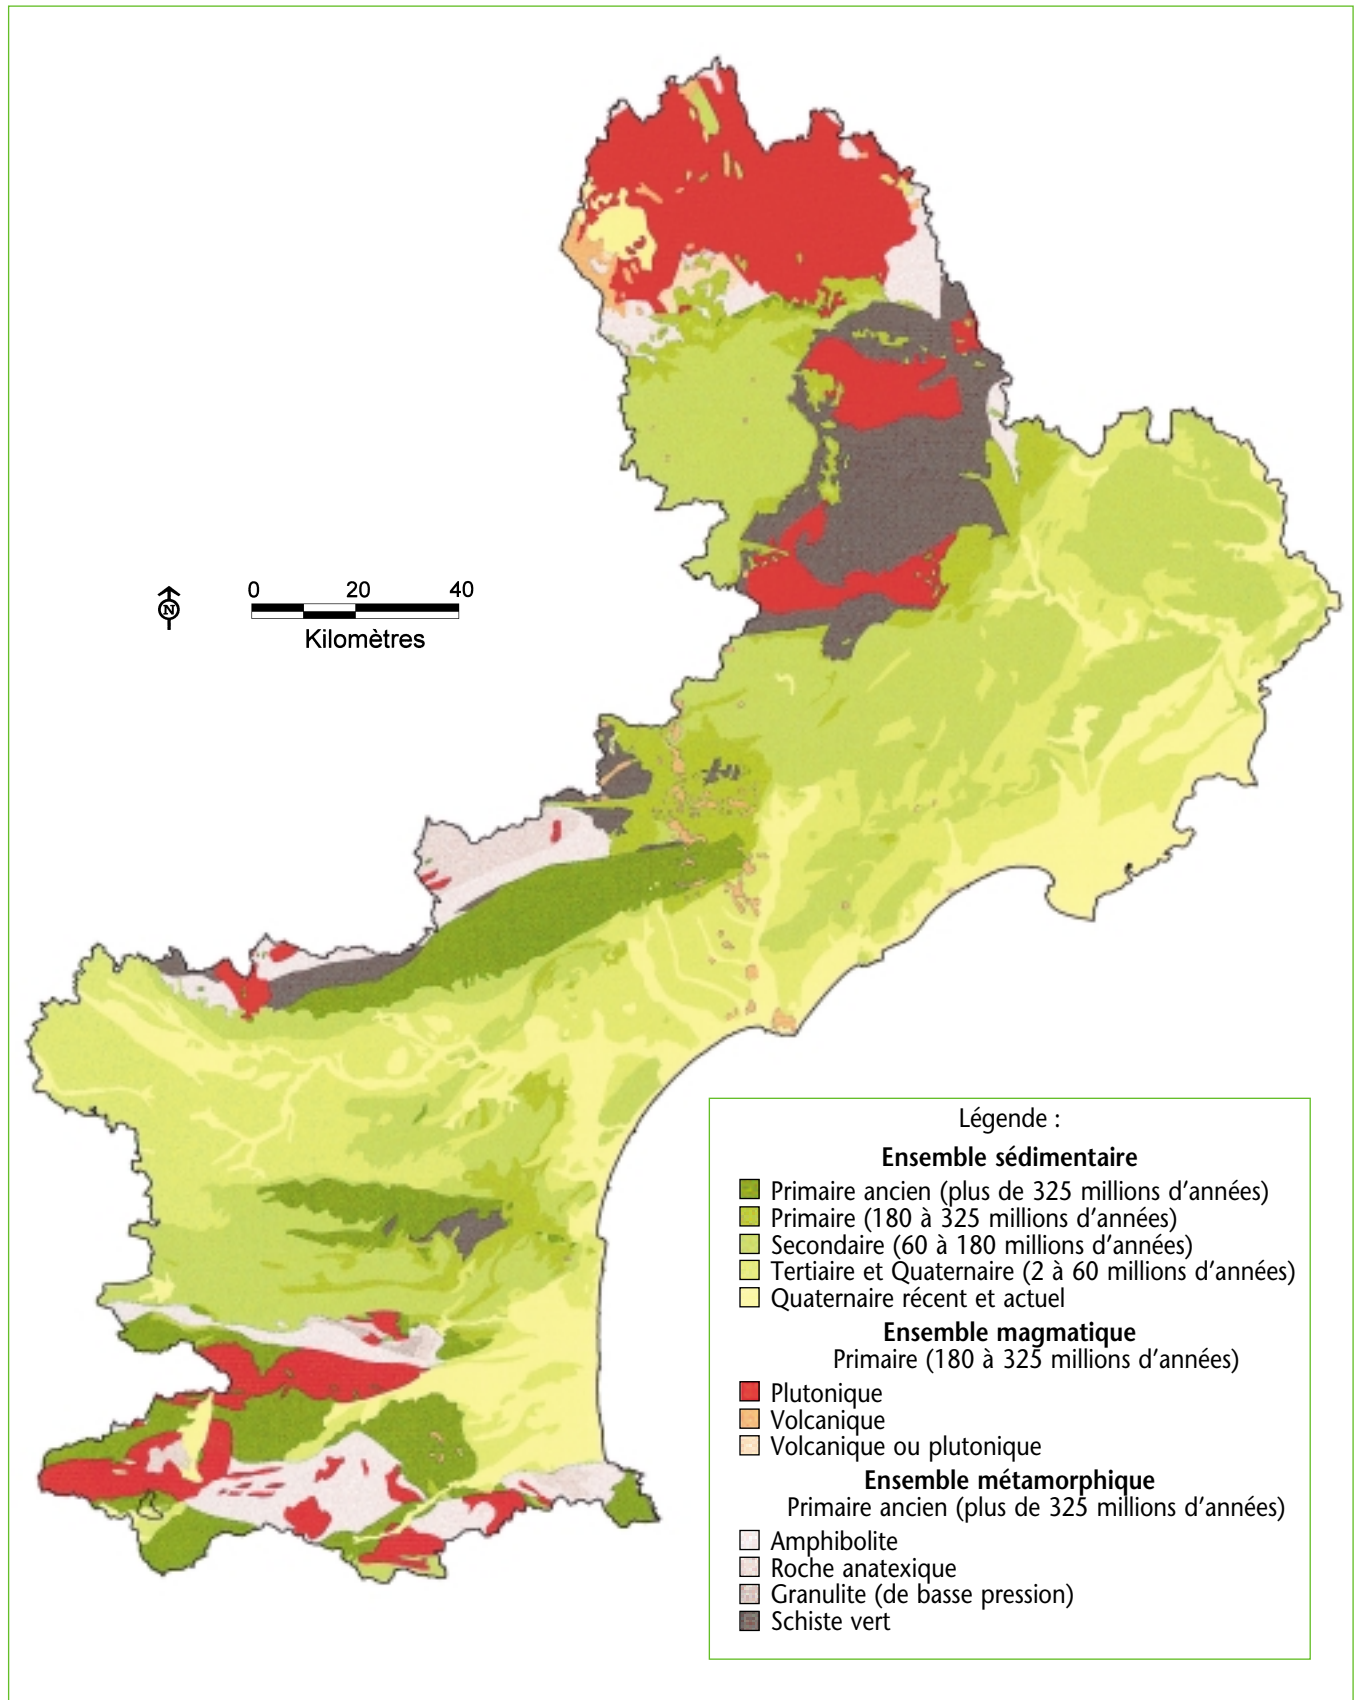 0 20 40
N
Kilomètres
Légende :
Ensemble sédimentaire
Primaire ancien (plus de 325 millions d’années)
Primaire (180 à 325 millions d’années)
Secondaire (60 à 180 millions d’années)
Tertiaire et Quaternaire (2 à 60 millions d’années)
Quaternaire récent et actuel
Ensemble magmatique
Primaire (180 à 325 millions d’années)
Plutonique
Volcanique
Volcanique ou plutonique
Ensemble métamorphique
Primaire ancien (plus de 325 millions d’années)
Amphibolite
Roche anatexique
Granulite (de basse pression)
Schiste vert